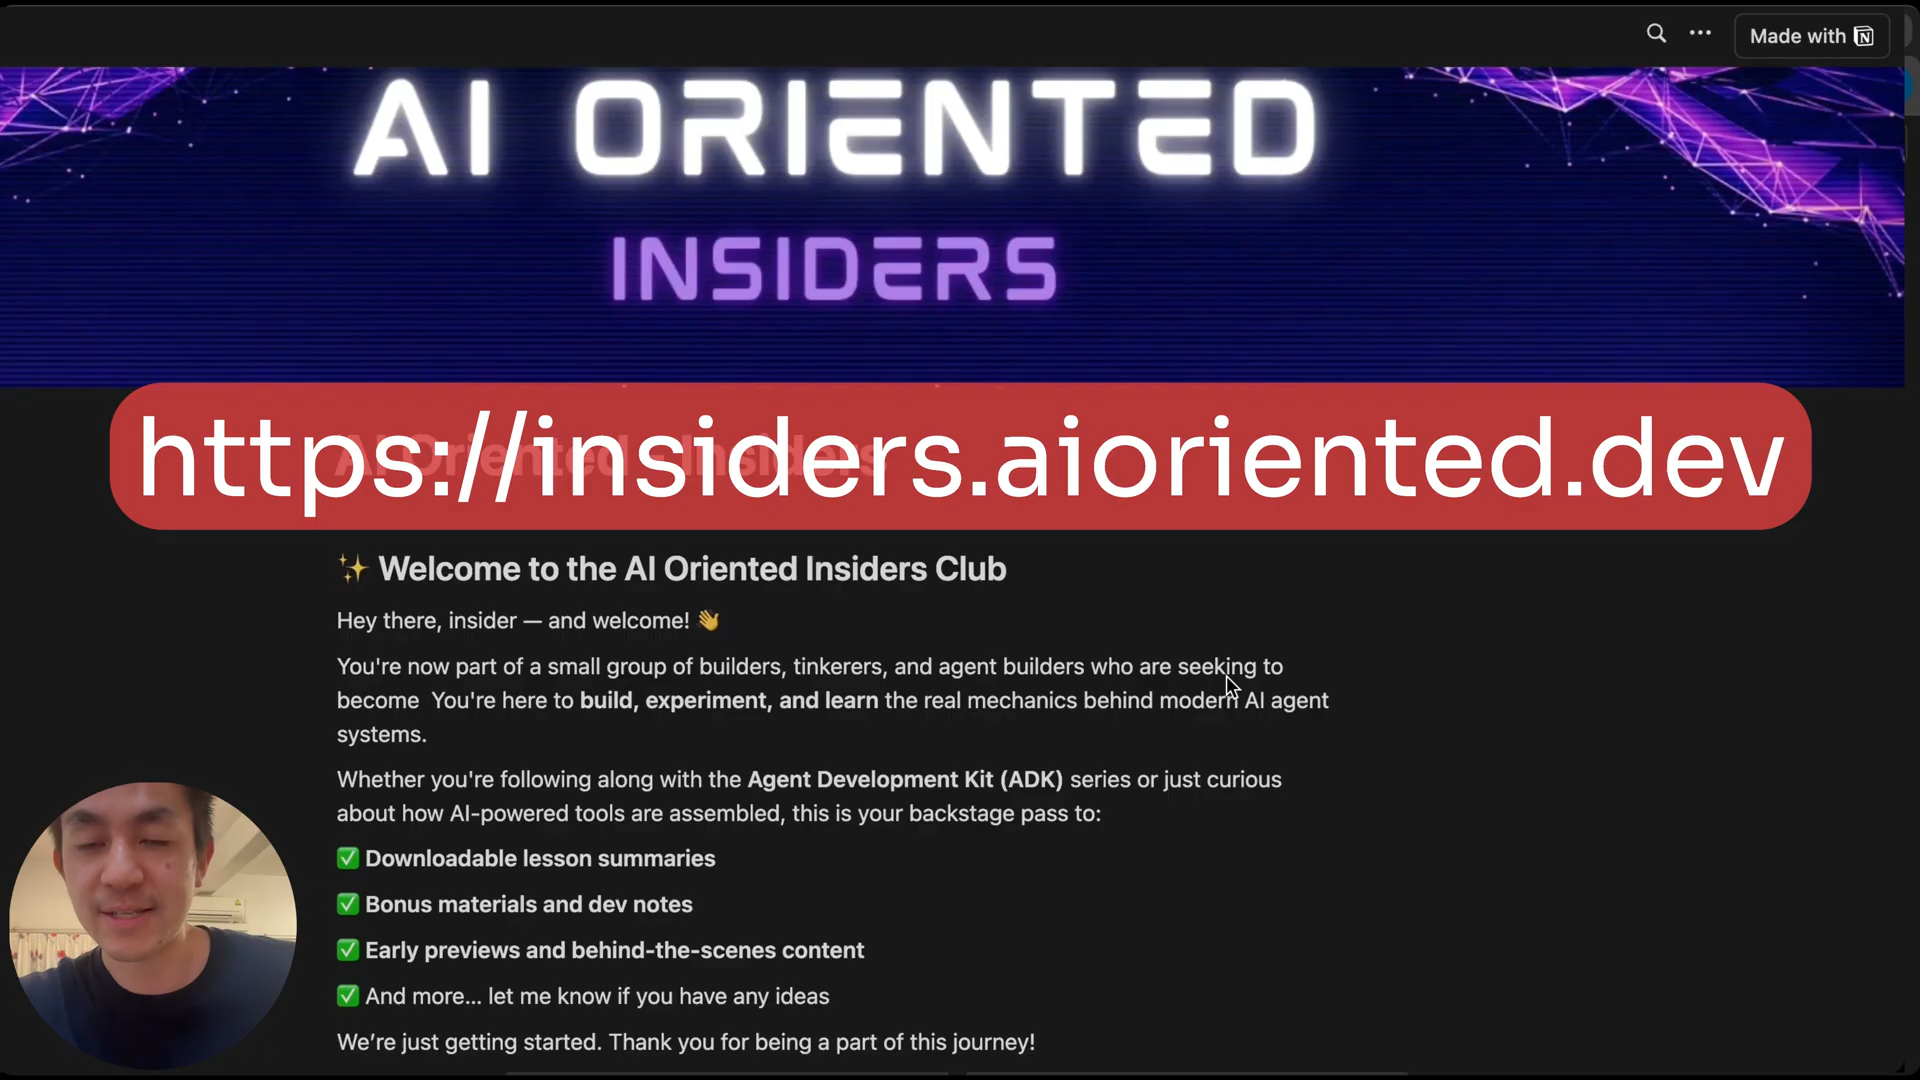 Made with
AI ORIENTED
INSIDERS
AI Oriented - Insiders
https://insiders.aioriented.dev
✨ Welcome to the AI Oriented Insiders Club
Hey there, insider — and welcome! 👋
You're now part of a small group of builders, tinkerers, and agent builders who are seeking to
become  You're here to build, experiment, and learn the real mechanics behind modern AI agent
systems.
Whether you're following along with the Agent Development Kit (ADK) series or just curious
about how AI-powered tools are assembled, this is your backstage pass to:
✅ Downloadable lesson summaries
✅ Bonus materials and dev notes
✅ Early previews and behind-the-scenes content
✅ And more... let me know if you have any ideas
We’re just getting started. Thank you for being a part of this journey!